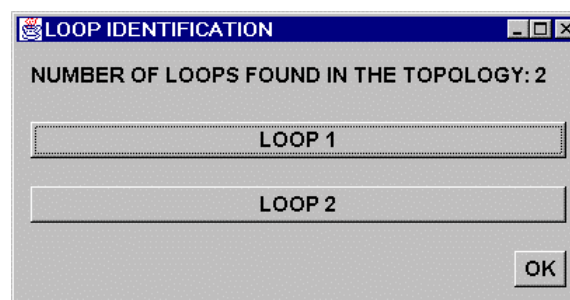 LOOP IDENTIFICATION
NUMBER OF LOOPS FOUND IN THE TOPOLOGY: 2
LOOP 1
LOOP 2
OK